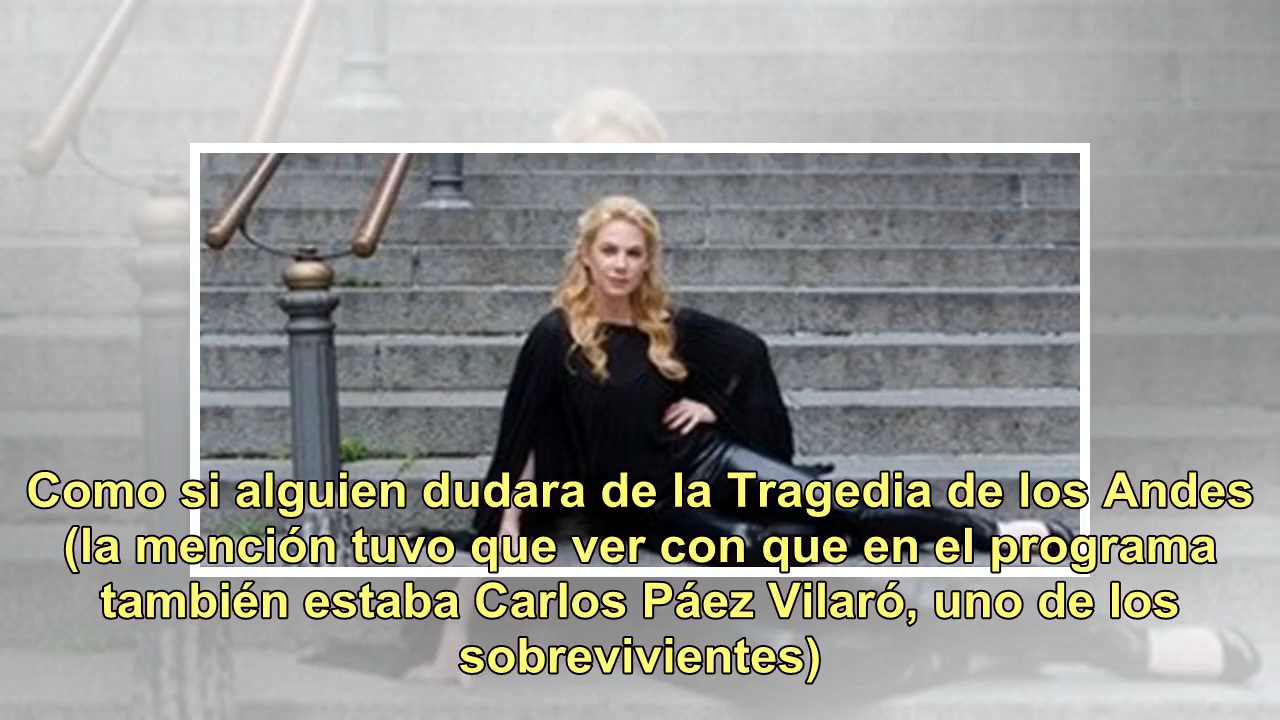 Como si alguien dudara de la Tragedia de los Andes
(la mención tuvo que ver con que en el programa
también estaba Carlos Páez Vilaró, uno de los
sobrevivientes)